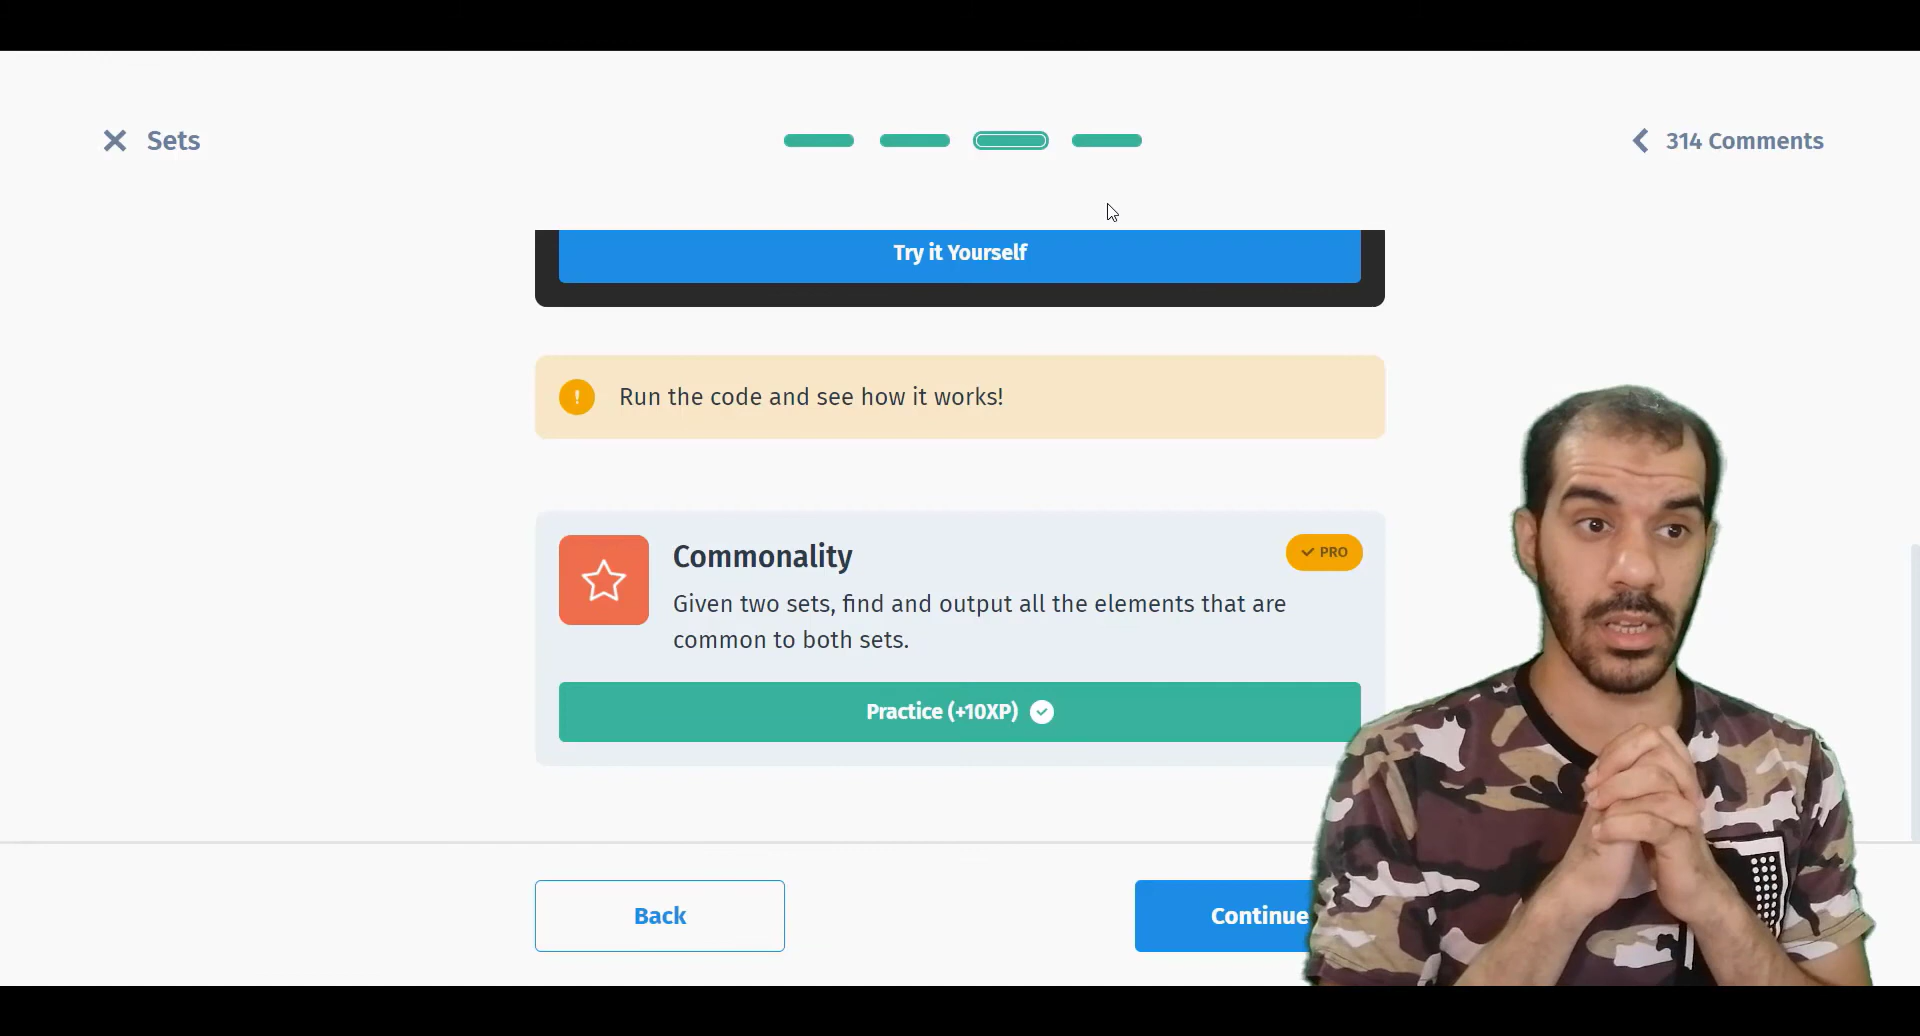 Sets
314 Comments
Try it Yourself
! Run the code and see how it works!
Commonality
PRO
Given two sets, find and output all the elements that are
common to both sets.
Practice (+10XP)
Back
Continue